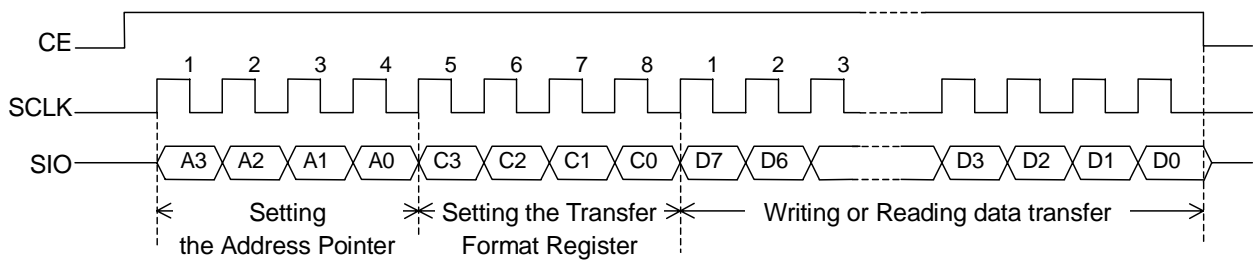 CE
1 2 3 4 5 6 7 8 1 2 3
SCLK
SIO A3 A2 A1 A0 C3 C2 C1 C0 D7 D6 D3 D2 D1 D0
Setting Setting the Transfer Writing or Reading data transfer
the Address Pointer Format Register